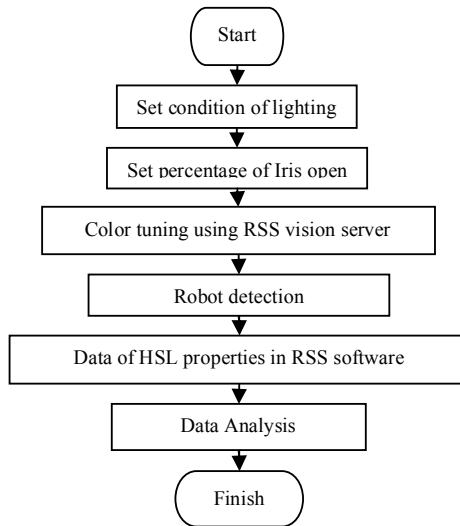 Start
Set condition of lighting
Set percentage of Iris open
Color tuning using RSS vision server
Robot detection
Data of HSL properties in RSS software
Data Analysis
Finish